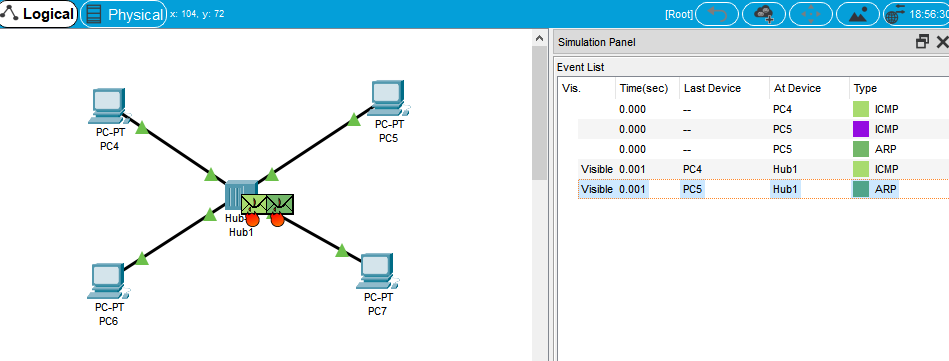 Logical Physical x: 104, y: 72 [Root] 18:56:30
Simulation Panel
Event List
Vis. Time(sec) Last Device At Device Type
0.000 -- PC4 ICMP
0.000 -- PC5 ICMP
0.000 -- PC5 ARP
Visible 0.001 PC4 Hub1 ICMP
Visible 0.001 PC5 Hub1 ARP
PC-PT
PC4
PC-PT
PC5
Hub-
Hub1
PC-PT
PC6
PC-PT
PC7